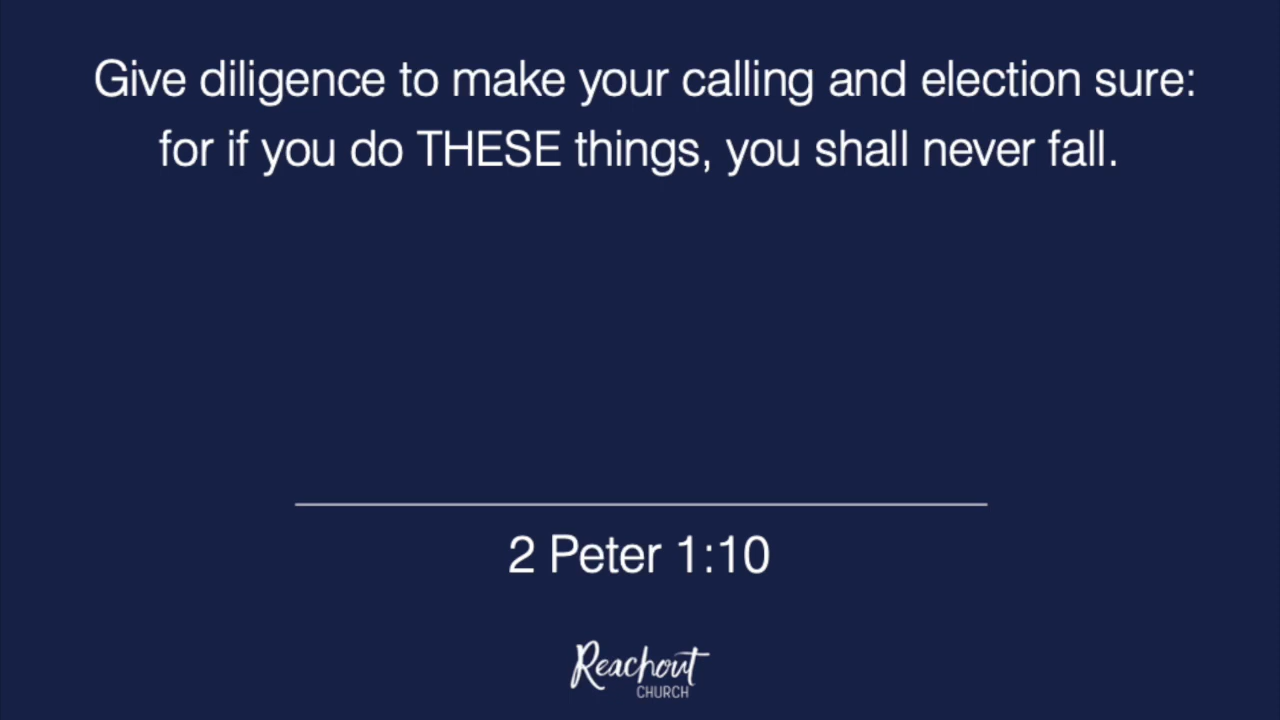 Give diligence to make your calling and election sure:
for if you do THESE things, you shall never fall.
2 Peter 1:10
Reachout
CHURCH